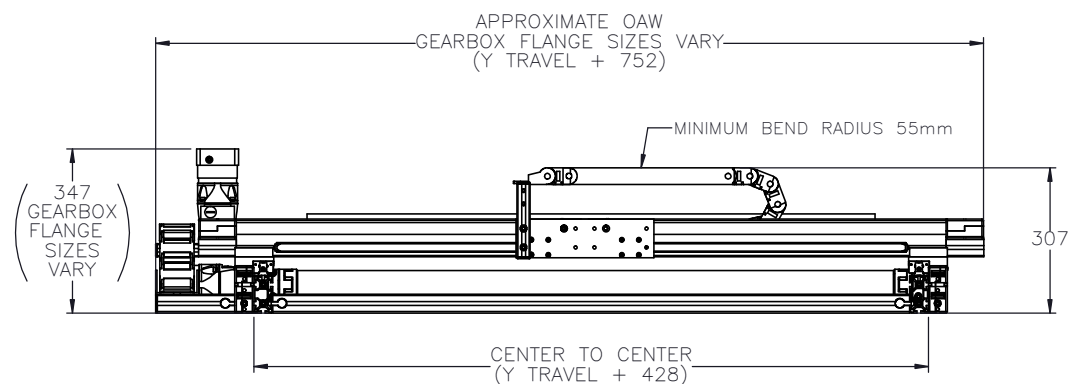 APPROXIMATE OAW
GEARBOX FLANGE SIZES VARY
(Y TRAVEL + 752)
MINIMUM BEND RADIUS 55mm
347
GEARBOX
FLANGE
SIZES
VARY
307
CENTER TO CENTER
(Y TRAVEL + 428)